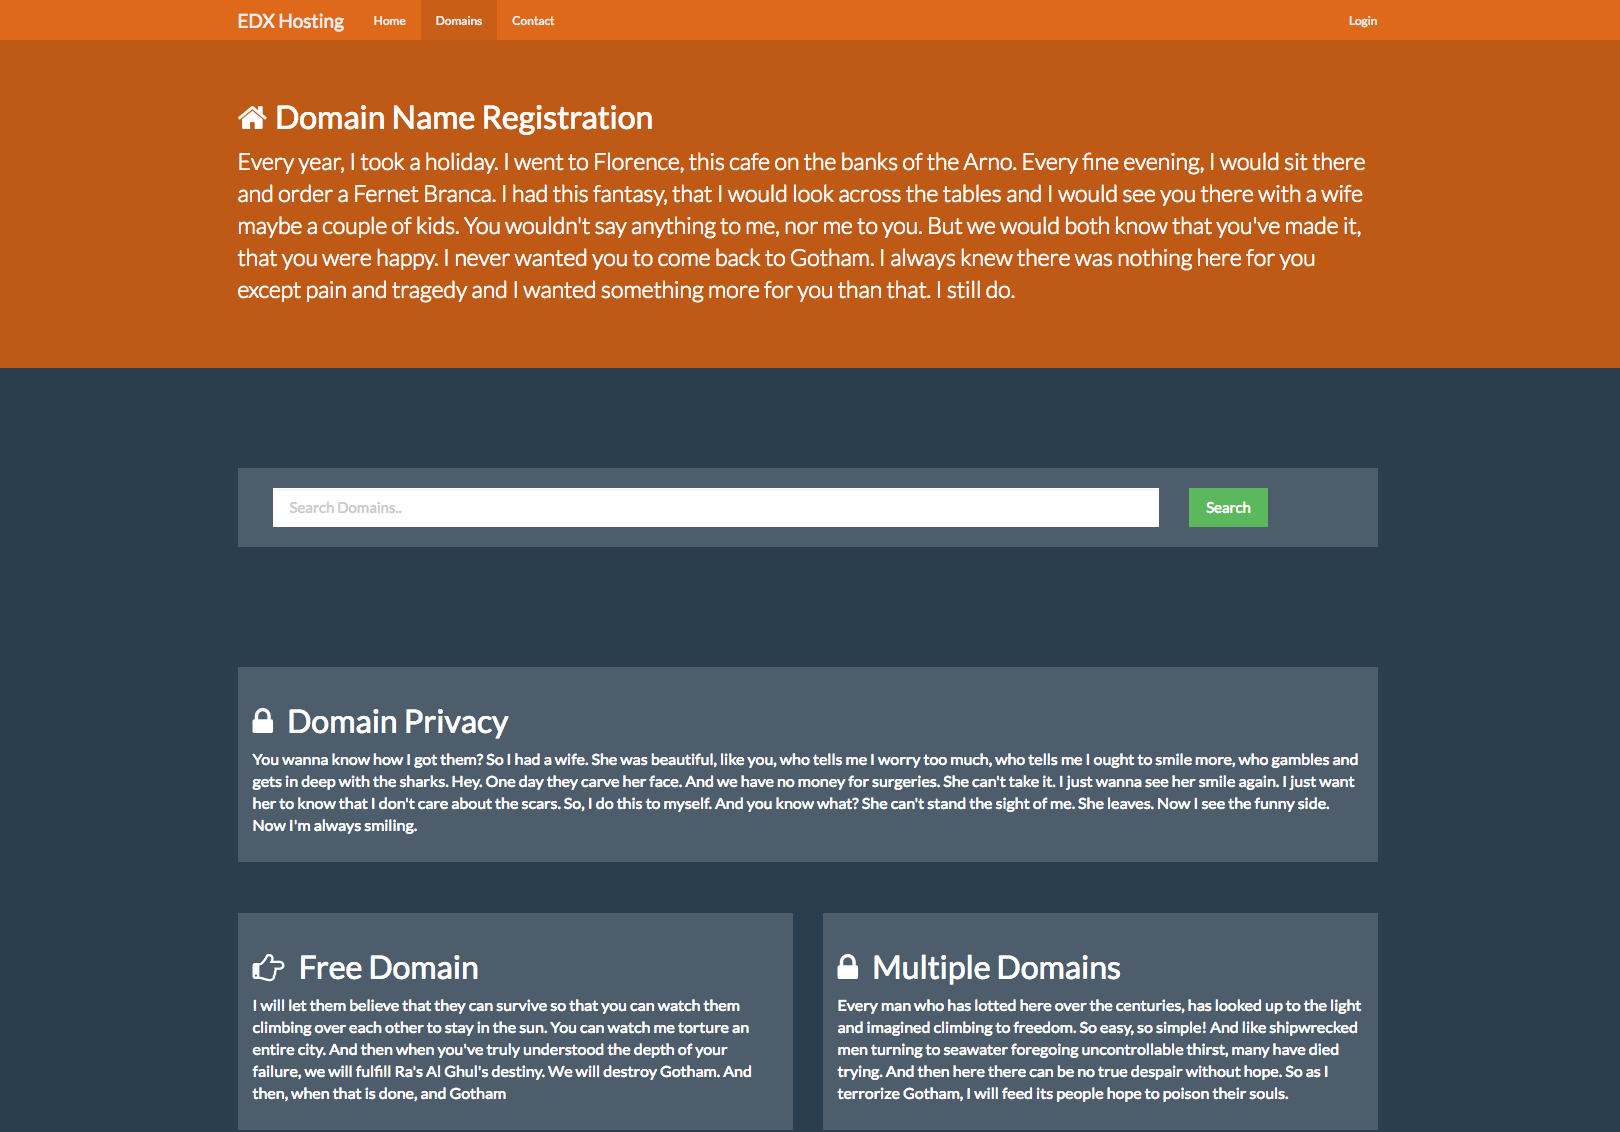 EDX Hosting Home Domains Contact Login
Domain Name Registration
Every year, I took a holiday. I went to Florence, this cafe on the banks of the Arno. Every fine evening, I would sit there
and order a Fernet Branca. I had this fantasy, that I would look across the tables and I would see you there with a wife
maybe a couple of kids. You wouldn't say anything to me, nor me to you. But we would both know that you've made it,
that you were happy. I never wanted you to come back to Gotham. I always knew there was nothing here for you
except pain and tragedy and I wanted something more for you than that. I still do.
Search Domains.. Search
Domain Privacy
You wanna know how I got them? So I had a wife. She was beautiful, like you, who tells me I worry too much, who tells me I ought to smile more, who gambles and
gets in deep with the sharks. Hey. One day they carve her face. And we have no money for surgeries. She can't take it. I just wanna see her smile again. I just want
her to know that I don't care about the scars. So, I do this to myself. And you know what? She can't stand the sight of me. She leaves. Now I see the funny side.
Now I'm always smiling.
Free Domain
I will let them believe that they can survive so that you can watch them
climbing over each other to stay in the sun. You can watch me torture an
entire city. And then when you've truly understood the depth of your
failure, we will fulfill Ra's Al Ghul's destiny. We will destroy Gotham. And
then, when that is done, and Gotham
Multiple Domains
Every man who has lotted here over the centuries, has looked up to the light
and imagined climbing to freedom. So easy, so simple! And like shipwrecked
men turning to seawater foregoing uncontrollable thirst, many have died
trying. And then here there can be no true despair without hope. So as I
terrorize Gotham, I will feed its people hope to poison their souls.